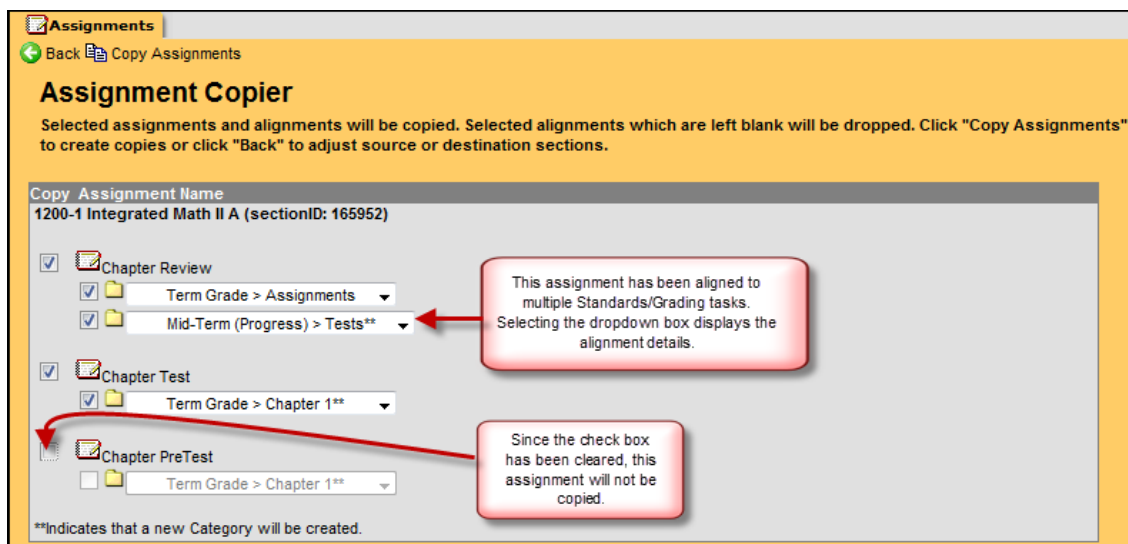 Assignments
Back Copy Assignments
Assignment Copier
Selected assignments and alignments will be copied. Selected alignments which are left blank will be dropped. Click "Copy Assignments"
to create copies or click "Back" to adjust source or destination sections.
Copy Assignment Name
1200-1 Integrated Math II A (sectionID: 165952)
Chapter Review
Term Grade > Assignments
Mid-Term (Progress) > Tests**
This assignment has been aligned to
multiple Standards/Grading tasks.
Selecting the dropdown box displays the
alignment details.
Chapter Test
Term Grade > Chapter 1**
Chapter PreTest
Term Grade > Chapter 1**
Since the check box
has been cleared, this
assignment will not be
copied.
**Indicates that a new Category will be created.